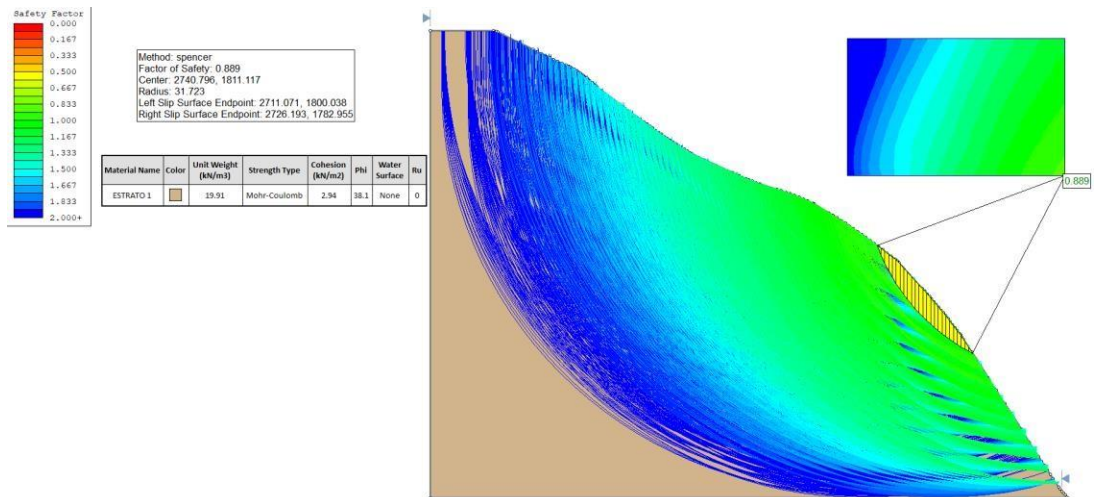 Safety Factor
0.000
0.167
0.333
0.500
0.667
0.833
1.000
1.167
1.333
1.500
1.667
1.833
2.000+
Method: spencer
Factor of Safety: 0.889
Center: 2740.796, 1811.117
Radius: 31.723
Left Slip Surface Endpoint: 2711.071, 1800.038
Right Slip Surface Endpoint: 2726.193, 1782.955
Material Name Color Unit Weight (kN/m3) Strength Type Cohesion (kN/m2) Phi Water Surface Ru
ESTRATO 1 19.91 Mohr-Coulomb 2.94 38.1 None 0
0.889